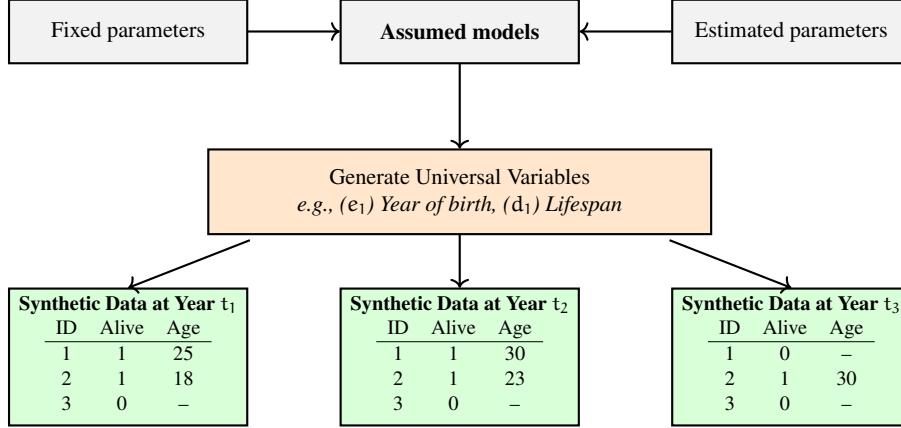 Fixed parameters
Assumed models
Estimated parameters
Generate Universal Variables
e.g., (e₁) Year of birth, (d₁) Lifespan
Synthetic Data at Year t₁
ID Alive Age
1 1 25
2 1 18
3 0 –
Synthetic Data at Year t₂
ID Alive Age
1 1 30
2 1 23
3 0 –
Synthetic Data at Year t₃
ID Alive Age
1 0 –
2 1 30
3 0 –